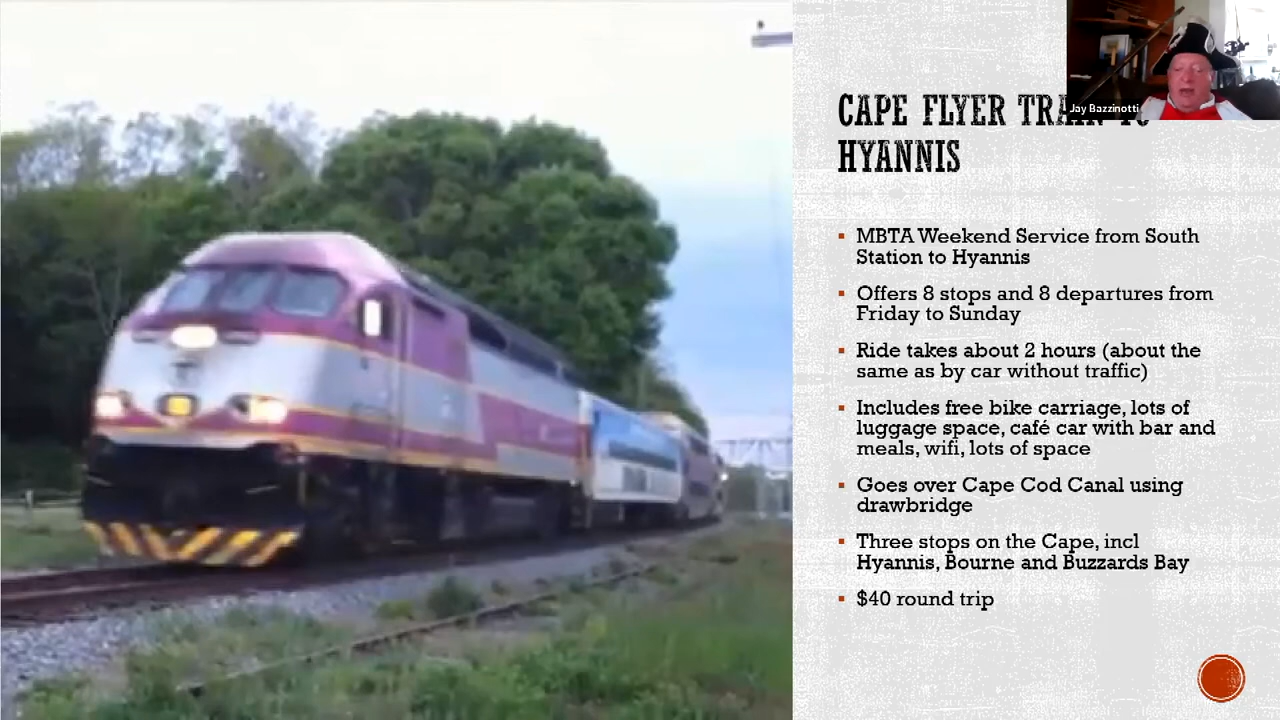 Jay Bazzinotti
CAPE FLYER TRAIN TO
HYANNIS
▪ MBTA Weekend Service from South
Station to Hyannis
▪ Offers 8 stops and 8 departures from
Friday to Sunday
▪ Ride takes about 2 hours (about the
same as by car without traffic)
▪ Includes free bike carriage, lots of
luggage space, café car with bar and
meals, wifi, lots of space
▪ Goes over Cape Cod Canal using
drawbridge
▪ Three stops on the Cape, incl
Hyannis, Bourne and Buzzards Bay
▪ $40 round trip